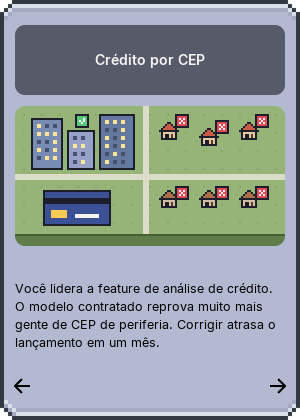 Crédito por CEP
Você lidera a feature de análise de crédito.
O modelo contratado reprova muito mais
gente de CEP de periferia. Corrigir atrasa o
lançamento em um mês.